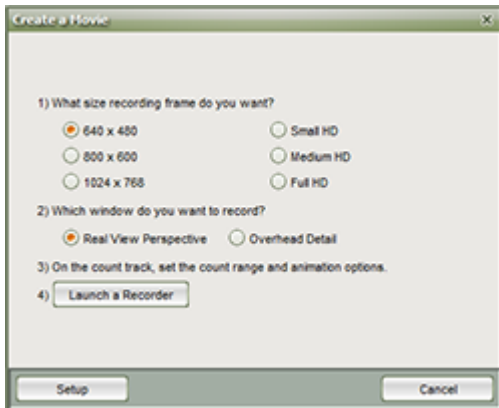 Create a Movie
1) What size recording frame do you want?
640 x 480 Small HD
800 x 600 Medium HD
1024 x 768 Full HD
2) Which window do you want to record?
Real View Perspective Overhead Detail
3) On the count track, set the count range and animation options.
4) Launch a Recorder
Setup Cancel